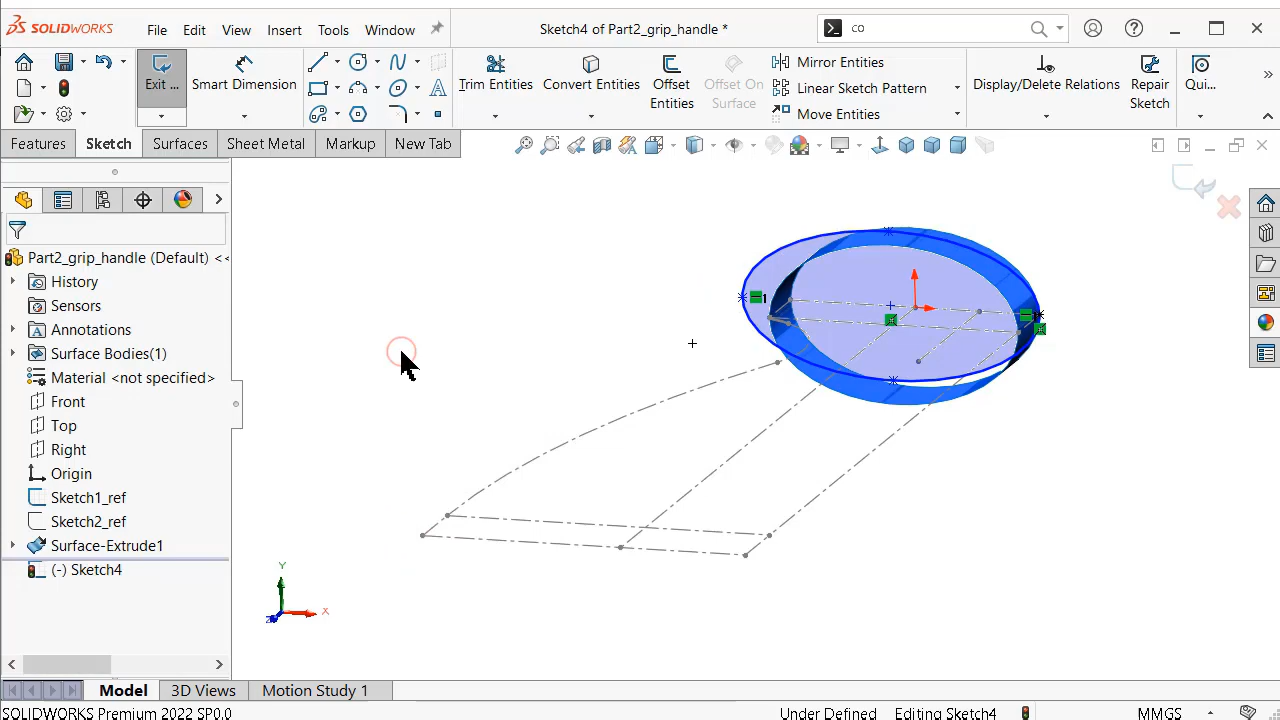 SOLIDWORKS
File Edit View Insert Tools Window
Sketch4 of Part2_grip_handle *
co
Exit ...
Smart Dimension
Trim Entities
Convert Entities
Offset Entities
Offset On Surface
Mirror Entities
Linear Sketch Pattern
Move Entities
Display/Delete Relations
Repair Sketch
Qui...
Features Sketch Surfaces Sheet Metal Markup New Tab
Part2_grip_handle (Default) <<
History
Sensors
Annotations
Surface Bodies(1)
Material <not specified>
Front
Top
Right
Origin
Sketch1_ref
Sketch2_ref
Surface-Extrude1
(-) Sketch4
1
Y
X
Z
Model 3D Views Motion Study 1
SOLIDWORKS Premium 2022 SP0.0
Under Defined Editing Sketch4 MMGS